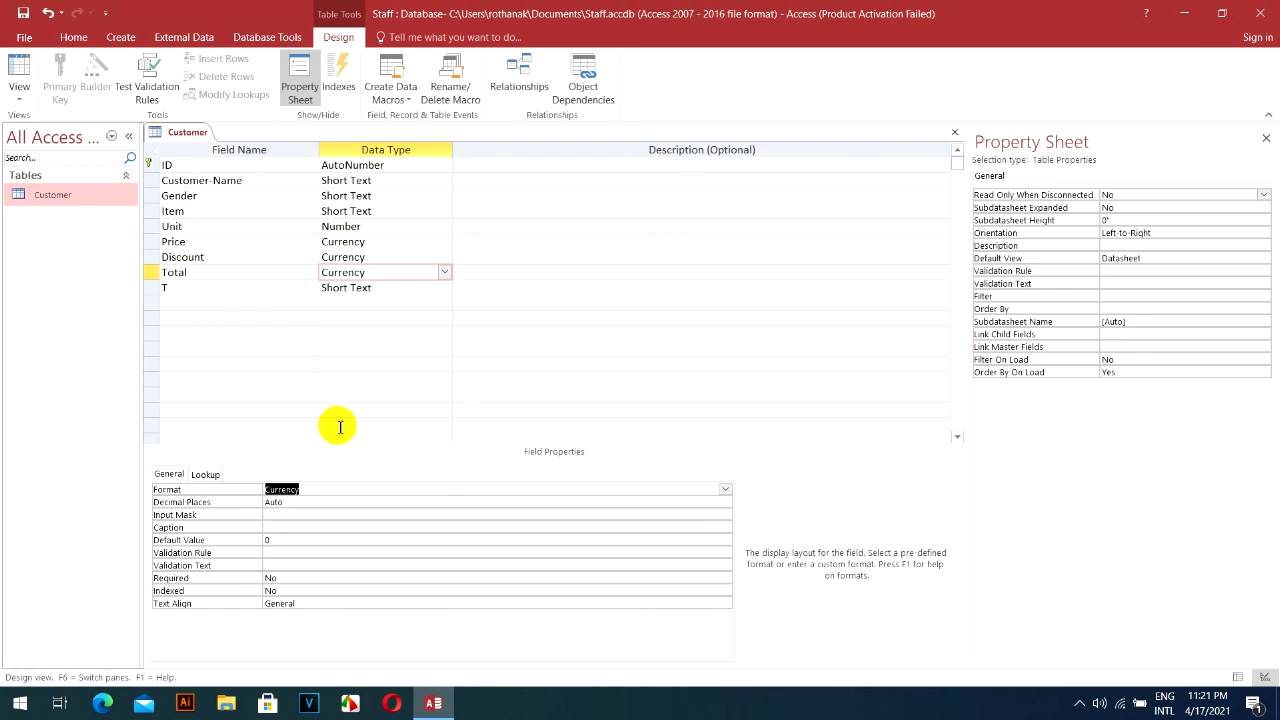 Table Tools
Staff : Database- C:\Users\rothanak\Documents\Staff.accdb (Access 2007 - 2016 file format) - Access (Product Activation Failed)
File
Home
Create
External Data
Database Tools
Design
Tell me what you want to do...
Sign in
View
Primary Key
Builder
Test Validation Rules
Insert Rows
Delete Rows
Modify Lookups
Property Sheet
Indexes
Create Data Macros
Rename/ Delete Macro
Relationships
Object Dependencies
Views
Tools
Show/Hide
Field, Record & Table Events
Relationships
All Access ...
Search...
Tables
Customer
Customer
Field Name Data Type Description (Optional)
ID AutoNumber
Customer-Name Short Text
Gender Short Text
Item Short Text
Unit Number
Price Currency
Discount Currency
Total Currency
T Short Text
Field Properties
General Lookup
Format Currency
Decimal Places Auto
Input Mask
Caption
Default Value 0
Validation Rule
Validation Text
Required No
Indexed No
Text Align General
The display layout for the field. Select a pre-defined
format or enter a custom format. Press F1 for help
on formats.
Property Sheet
Selection type: Table Properties
General
Read Only When Disconnected No
Subdatasheet Expanded No
Subdatasheet Height 0"
Orientation Left-to-Right
Description
Default View Datasheet
Validation Rule
Validation Text
Filter
Order By
Subdatasheet Name [Auto]
Link Child Fields
Link Master Fields
Filter On Load No
Order By On Load Yes
Design view. F6 = Switch panes. F1 = Help.
Ai
V
ENG
INTL
11:21 PM
4/17/2021
1